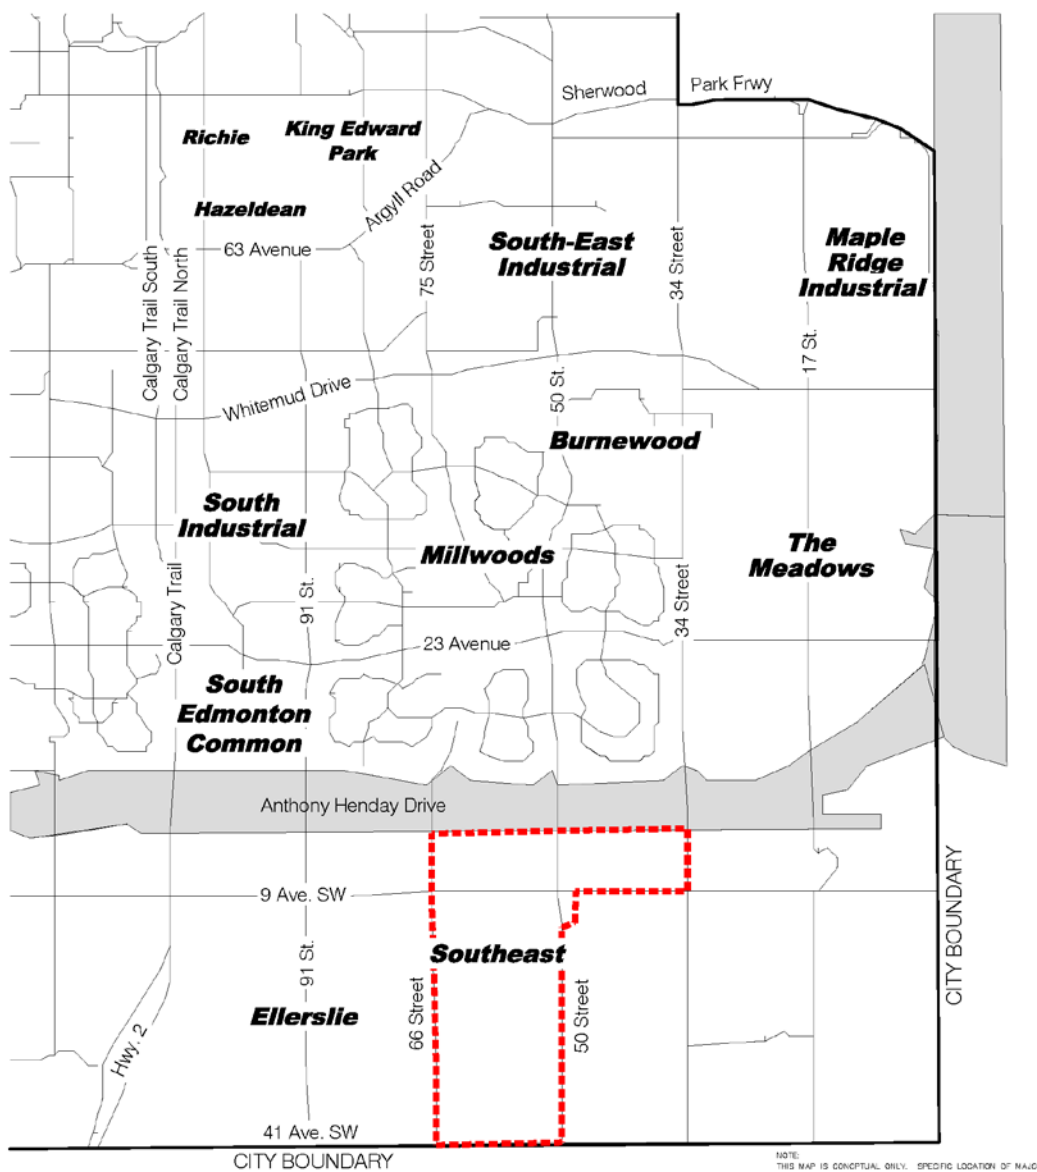 Sherwood
Park Frwy
Richie
King Edward
Park
Argyll Road
Hazeldean
63 Avenue
75 Street
South-East
Industrial
34 Street
Maple
Ridge
Industrial
Calgary Trail South
Calgary Trail North
17 St.
Whitemud Drive
50 St.
Burnewood
South
Industrial
Millwoods
The
Meadows
Calgary Trail
91 St.
34 Street
23 Avenue
South
Edmonton
Common
Anthony Henday Drive
9 Ave. SW
CITY BOUNDARY
Southeast
91 St.
66 Street
50 Street
Ellerslie
Hwy. 2
41 Ave. SW
CITY BOUNDARY
NOTE:
THIS MAP IS CONCPTUAL ONLY. SPECIFIC LOCATION OF MAJO